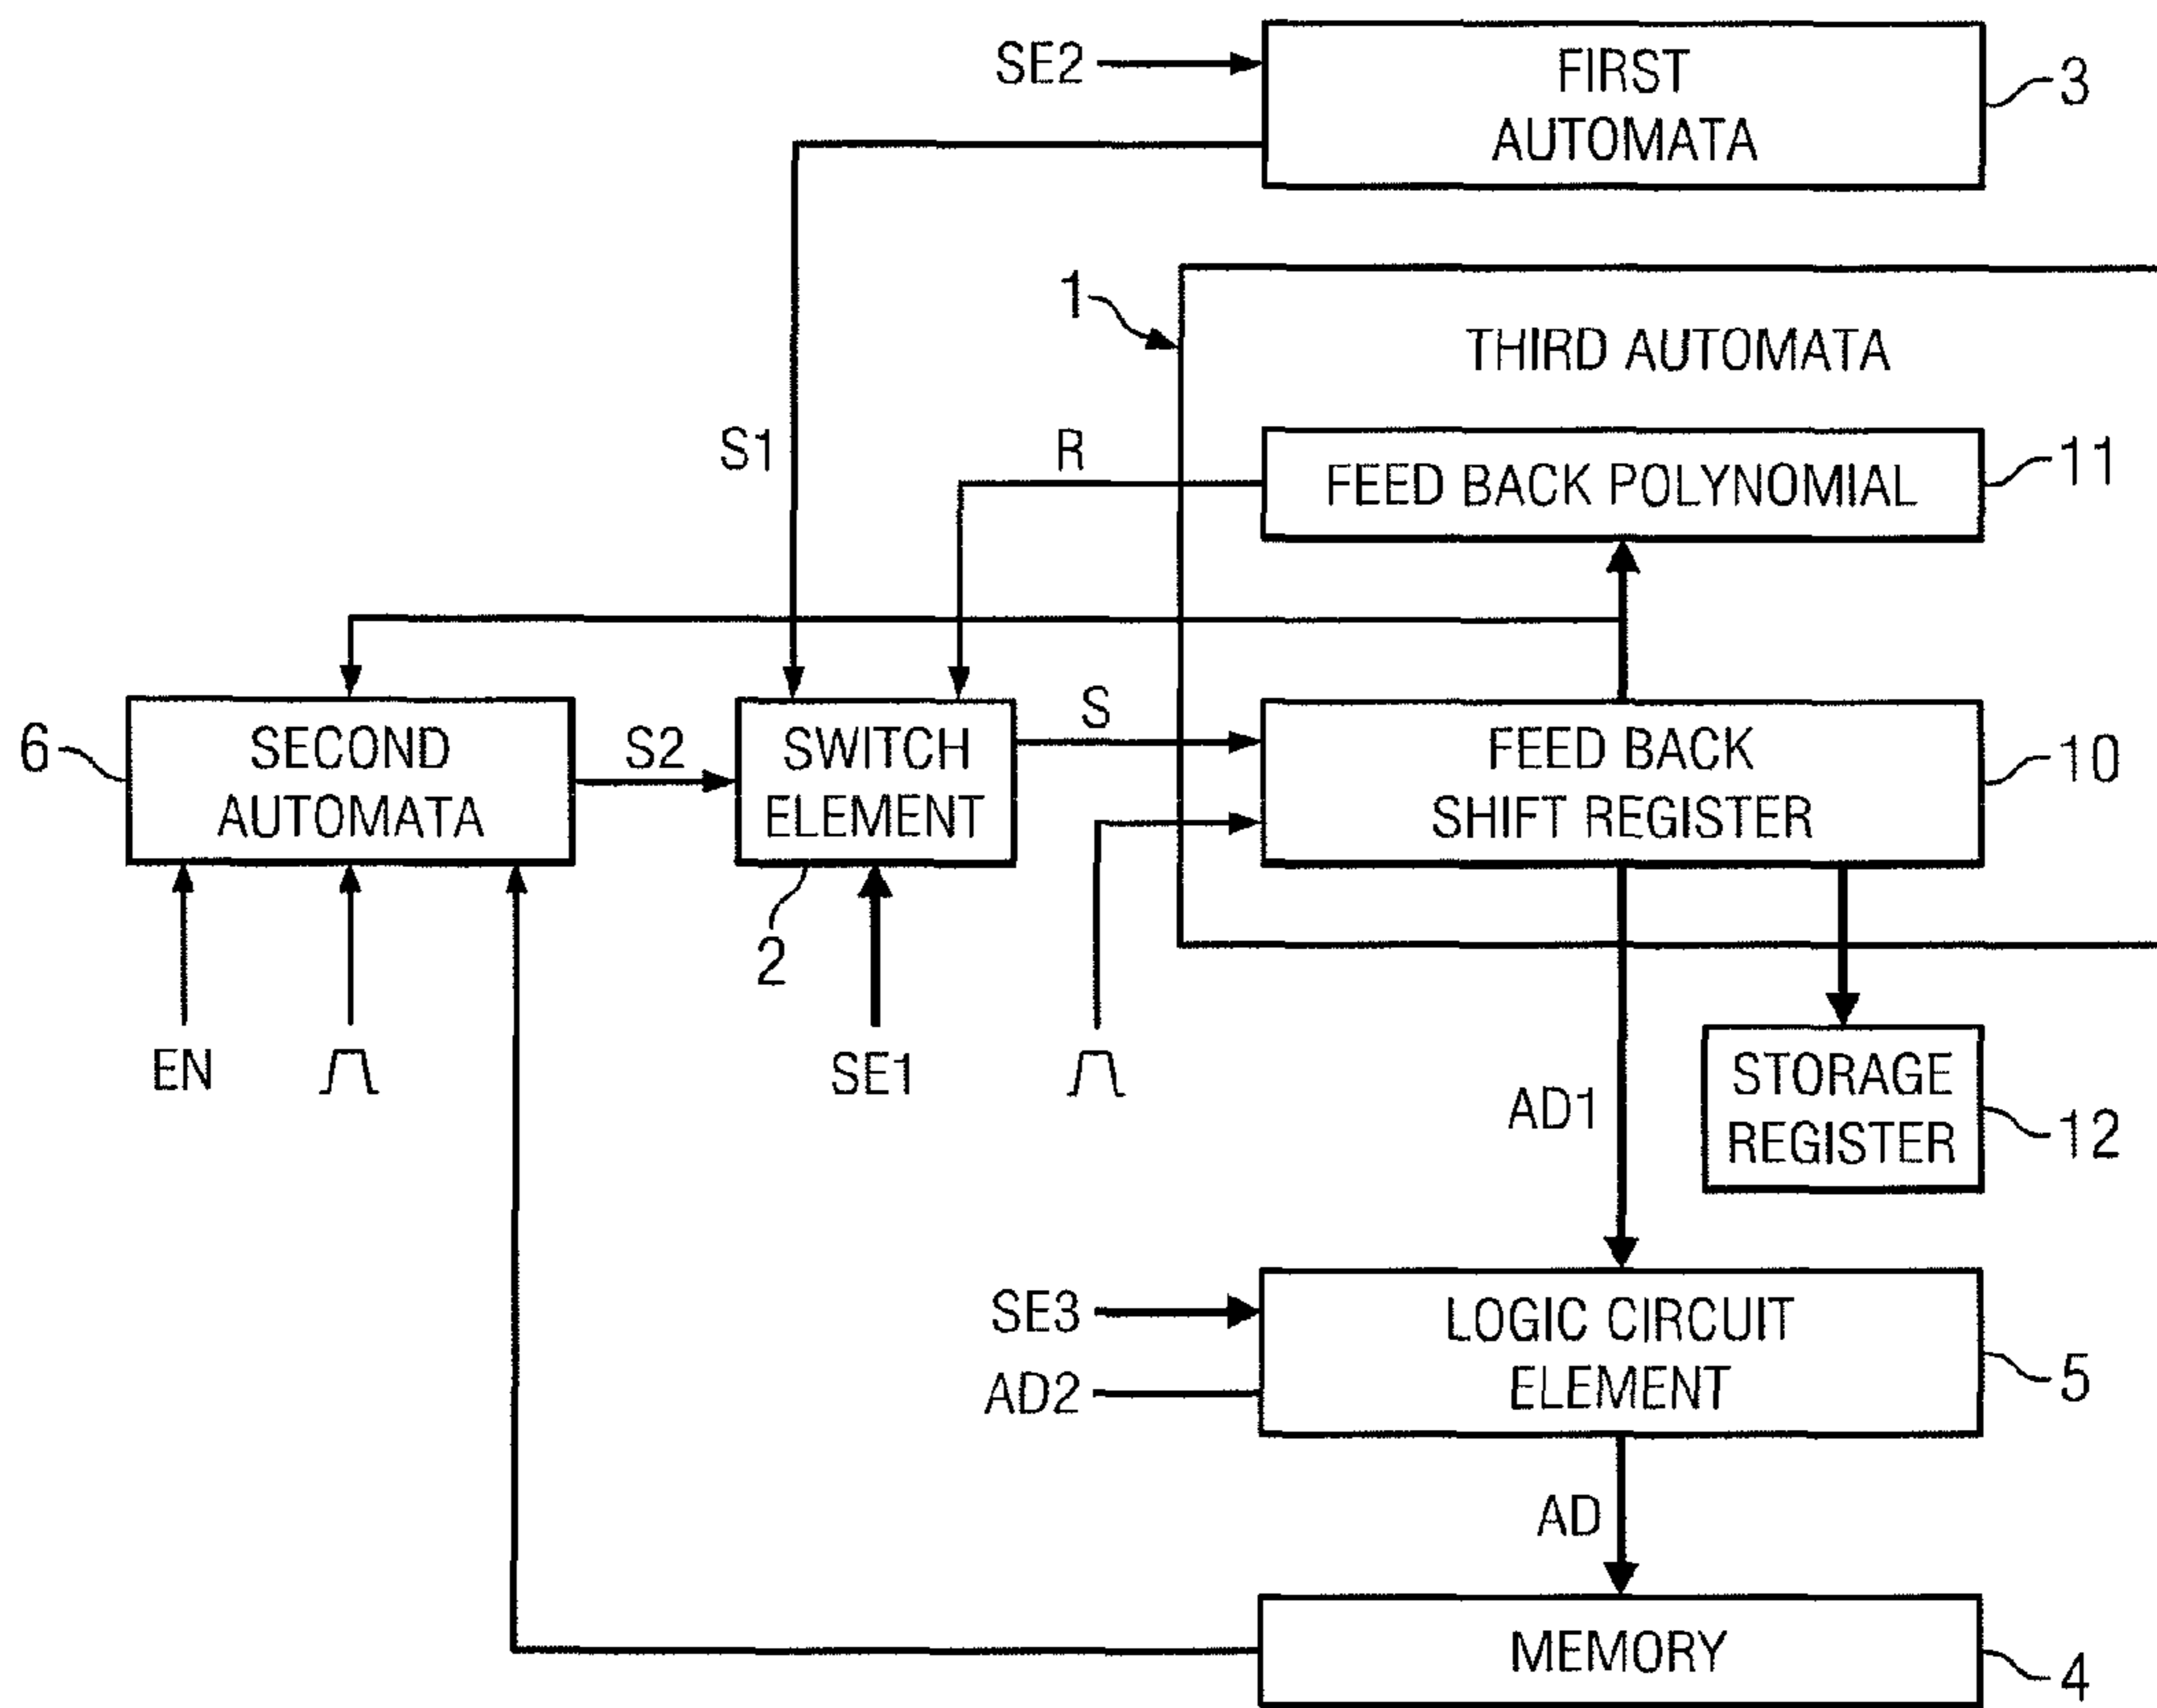 SE2
FIRST
AUTOMATA
3
1
THIRD AUTOMATA
S1
R
FEED BACK POLYNOMIAL
11
6
SECOND
AUTOMATA
S2
SWITCH
ELEMENT
S
FEED BACK
SHIFT REGISTER
10
2
EN
SE1
AD1
STORAGE
REGISTER
12
SE3
AD2
LOGIC CIRCUIT
ELEMENT
5
AD
MEMORY
4